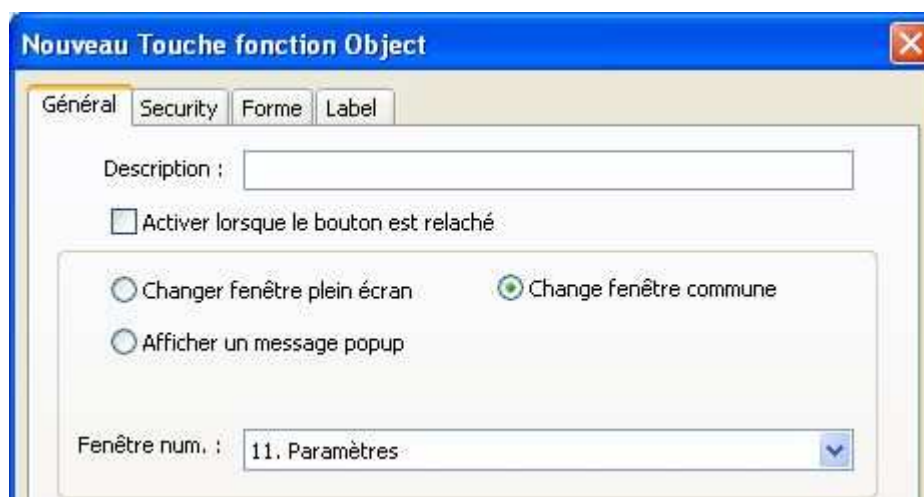 Nouveau Touche fonction Object
Général Security Forme Label
Description :
Activer lorsque le bouton est relaché
Changer fenêtre plein écran Change fenêtre commune
Afficher un message popup
Fenêtre num. : 11. Paramètres